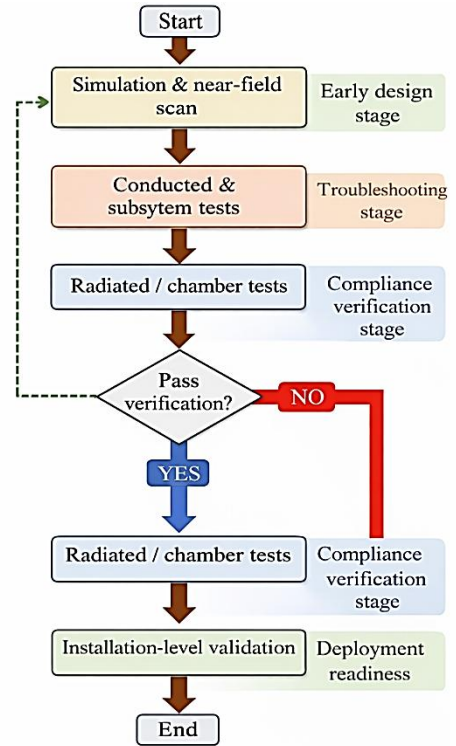 Start
Simulation & near-field
scan
Early design
stage
Conducted &
subsytem tests
Troubleshooting
stage
Radiated / chamber tests
Compliance
verification
stage
Pass
verification?
NO
YES
Radiated / chamber tests
Compliance
verification
stage
Installation-level validation
Deployment
readiness
End